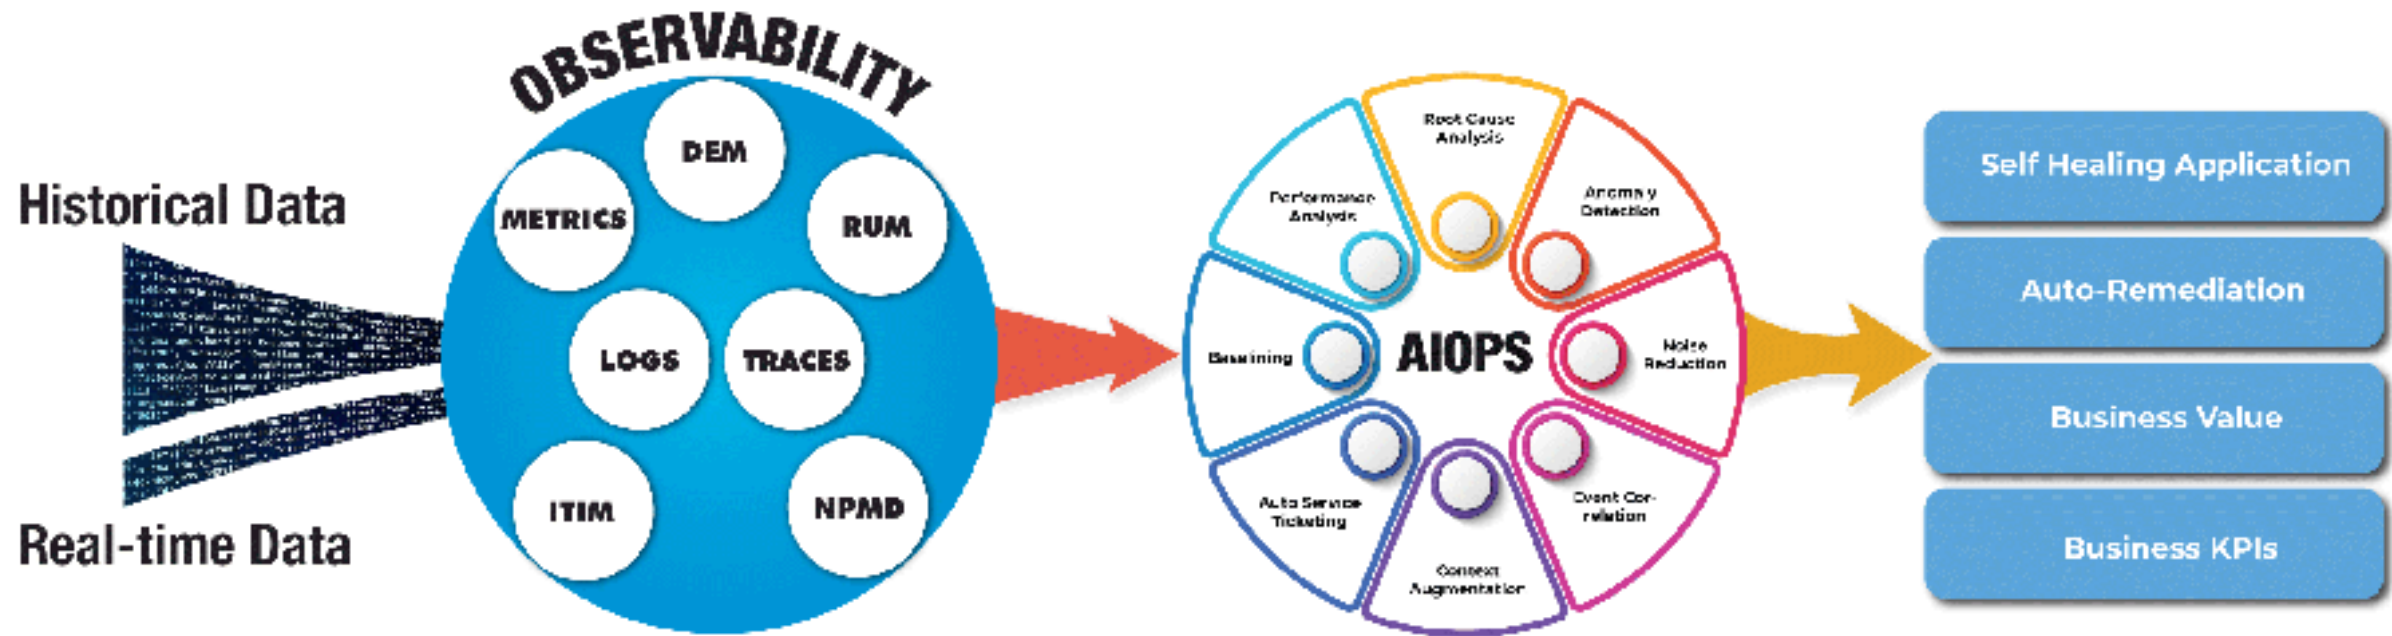 OBSERVABILITY
Historical Data
Real-time Data
DEM
METRICS
RUM
LOGS
TRACES
ITIM
NPMD
AIOPS
Root Cause
Analysis
Anomaly
Detection
Noise
Reduction
Event Cor-
relation
Context
Augmentation
Auto Service
Ticketing
Baselining
Performance
Analysis
Self Healing Application
Auto-Remediation
Business Value
Business KPIs